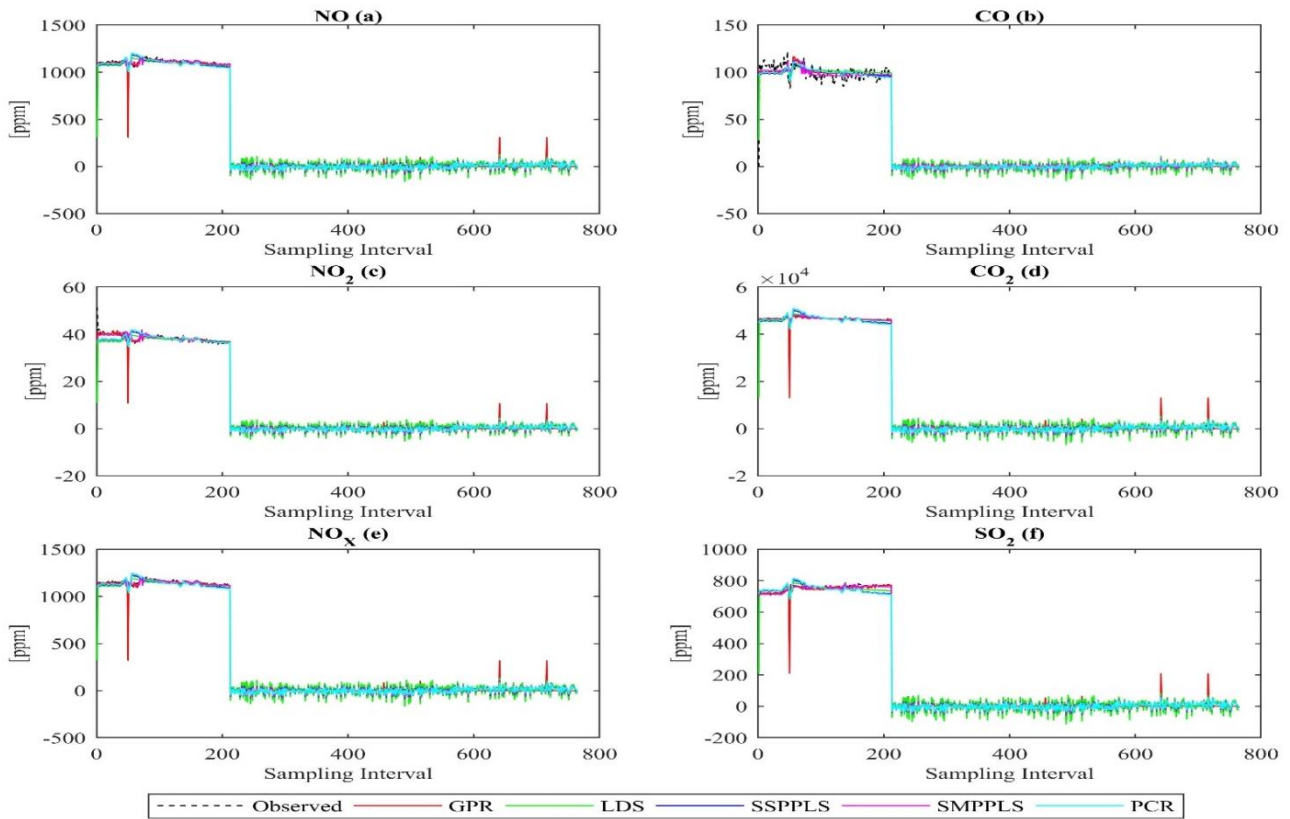 NO (a)
1500
1000
500
0
-500
[ppm]
0 200 400 600 800
Sampling Interval
CO (b)
150
100
50
0
50
[ppm]
0 200 400 600 800
Sampling Interval
NO2 (c)
60
40
20
0
-20
[ppm]
0 200 400 600 800
Sampling Interval
CO2 (d)
× 10^4
6
4
2
0
-2
[ppm]
0 200 400 600 800
Sampling Interval
NOX (e)
1500
1000
500
0
-500
[ppm]
0 200 400 600 800
Sampling Interval
SO2 (f)
1000
800
600
400
200
0
-200
[ppm]
0 200 400 600 800
Sampling Interval
Observed GPR LDS SSPPLS SMPPLS PCR